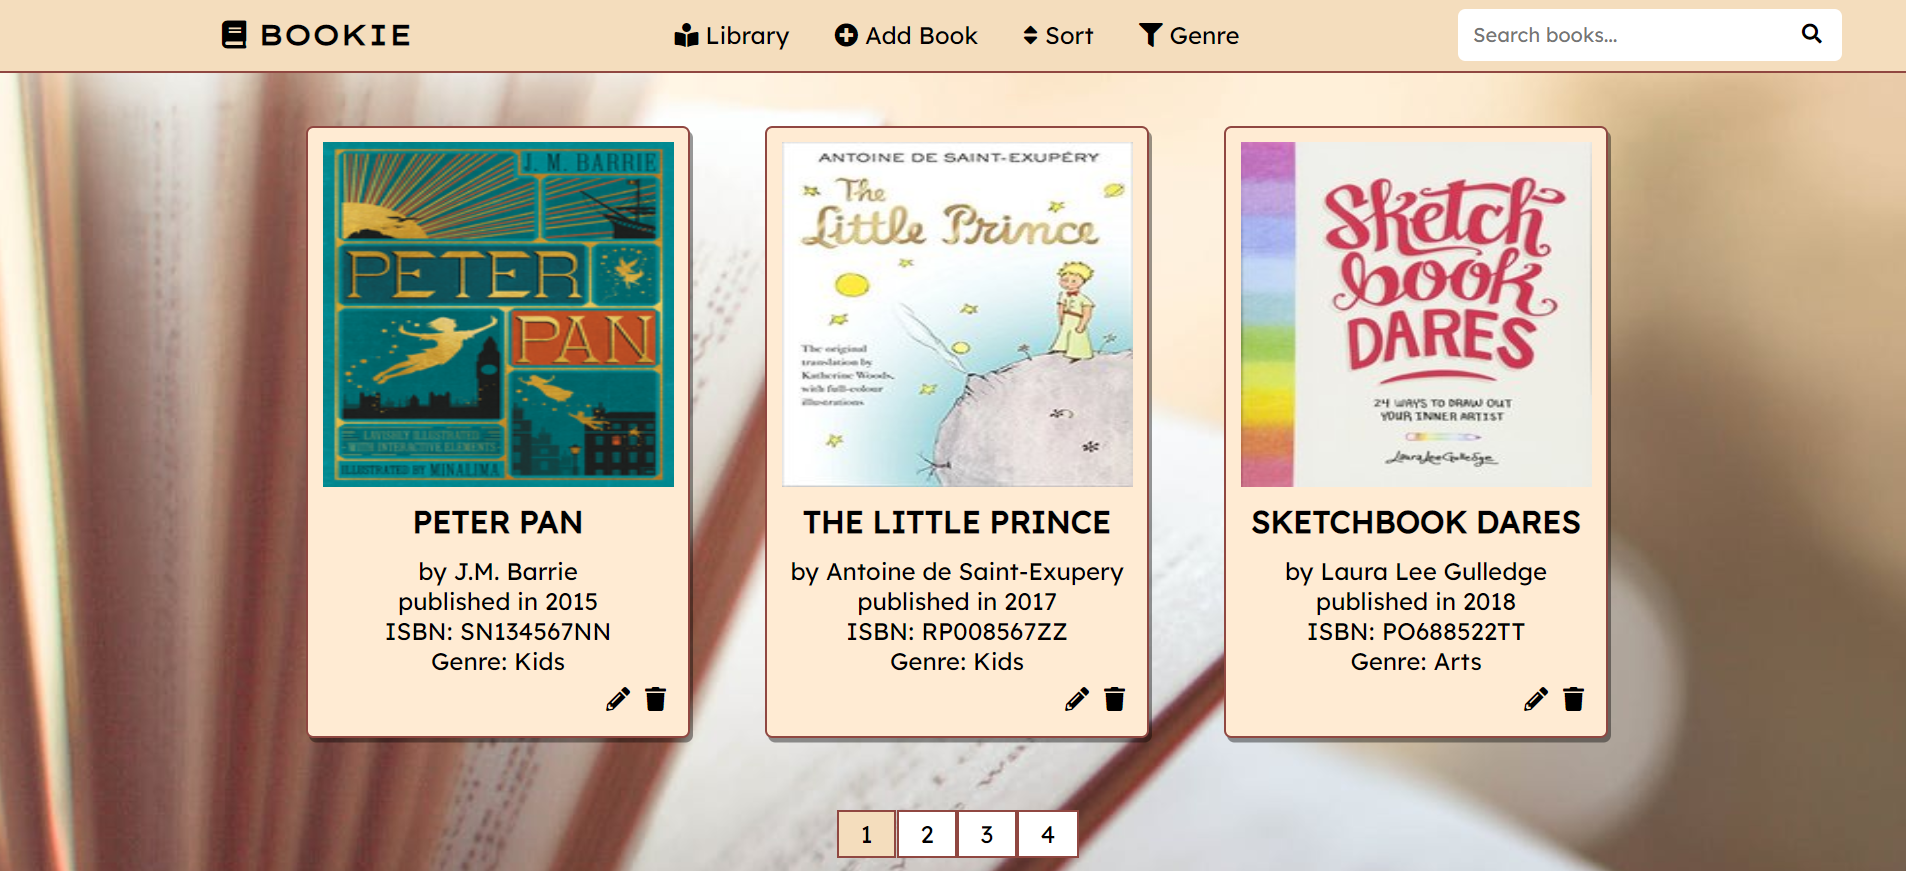 BOOKIE
Library
Add Book
Sort
Genre
Search books...
J. M. BARRIE
PETER
PAN
LAVISHLY ILLUSTRATED
WITH INTERACTIVE ELEMENTS
ILLUSTRATED BY MINALIMA
PETER PAN
by J.M. Barrie
published in 2015
ISBN: SN134567NN
Genre: Kids
ANTOINE DE SAINT-EXUPÉRY
The
Little Prince
The original
translation by
Katherine Woods,
with full-colour
illustrations
THE LITTLE PRINCE
by Antoine de Saint-Exupery
published in 2017
ISBN: RP008567ZZ
Genre: Kids
Sketch
book
DARES
24 WAYS TO DRAW OUT
YOUR INNER ARTIST
Laura Lee Gulledge
SKETCHBOOK DARES
by Laura Lee Gulledge
published in 2018
ISBN: PO688522TT
Genre: Arts
1 2 3 4